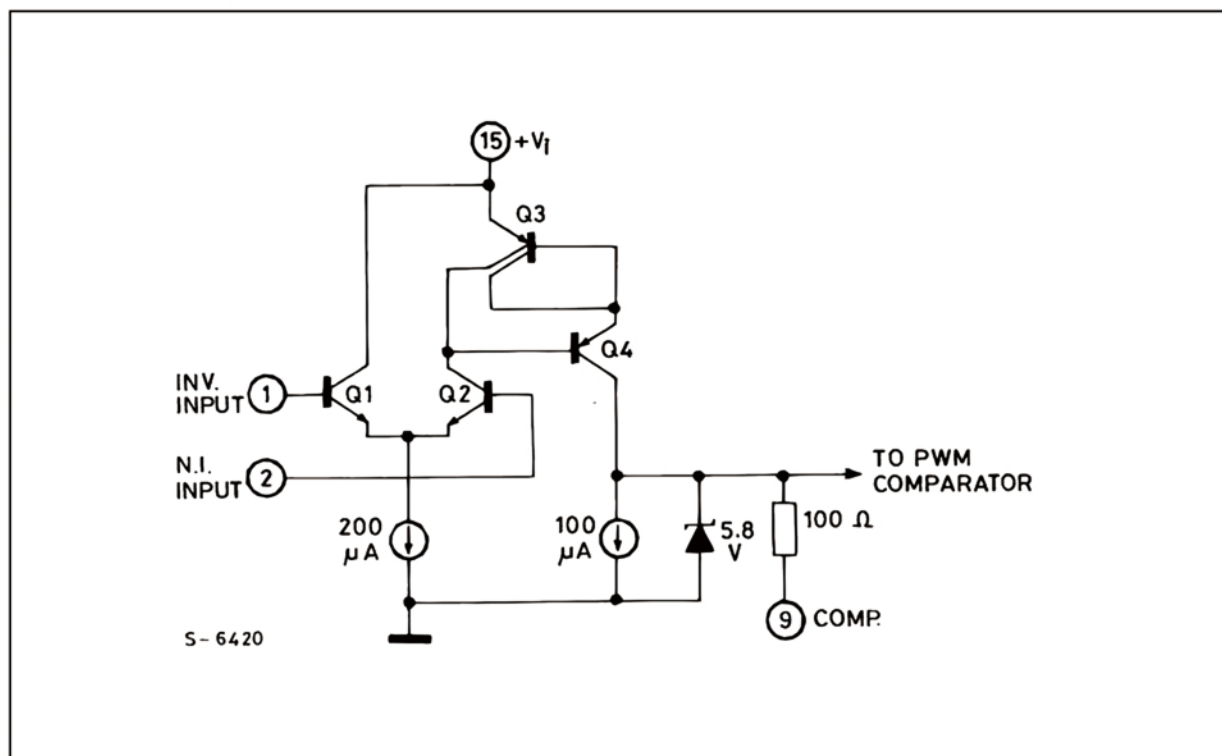 15 +Vi
Q3
Q4
INV.
INPUT 1 Q1 Q2
N.I.
INPUT 2
TO PWM
COMPARATOR
200
μA
100
μA
5.8
V
100 Ω
9 COMP.
S-6420